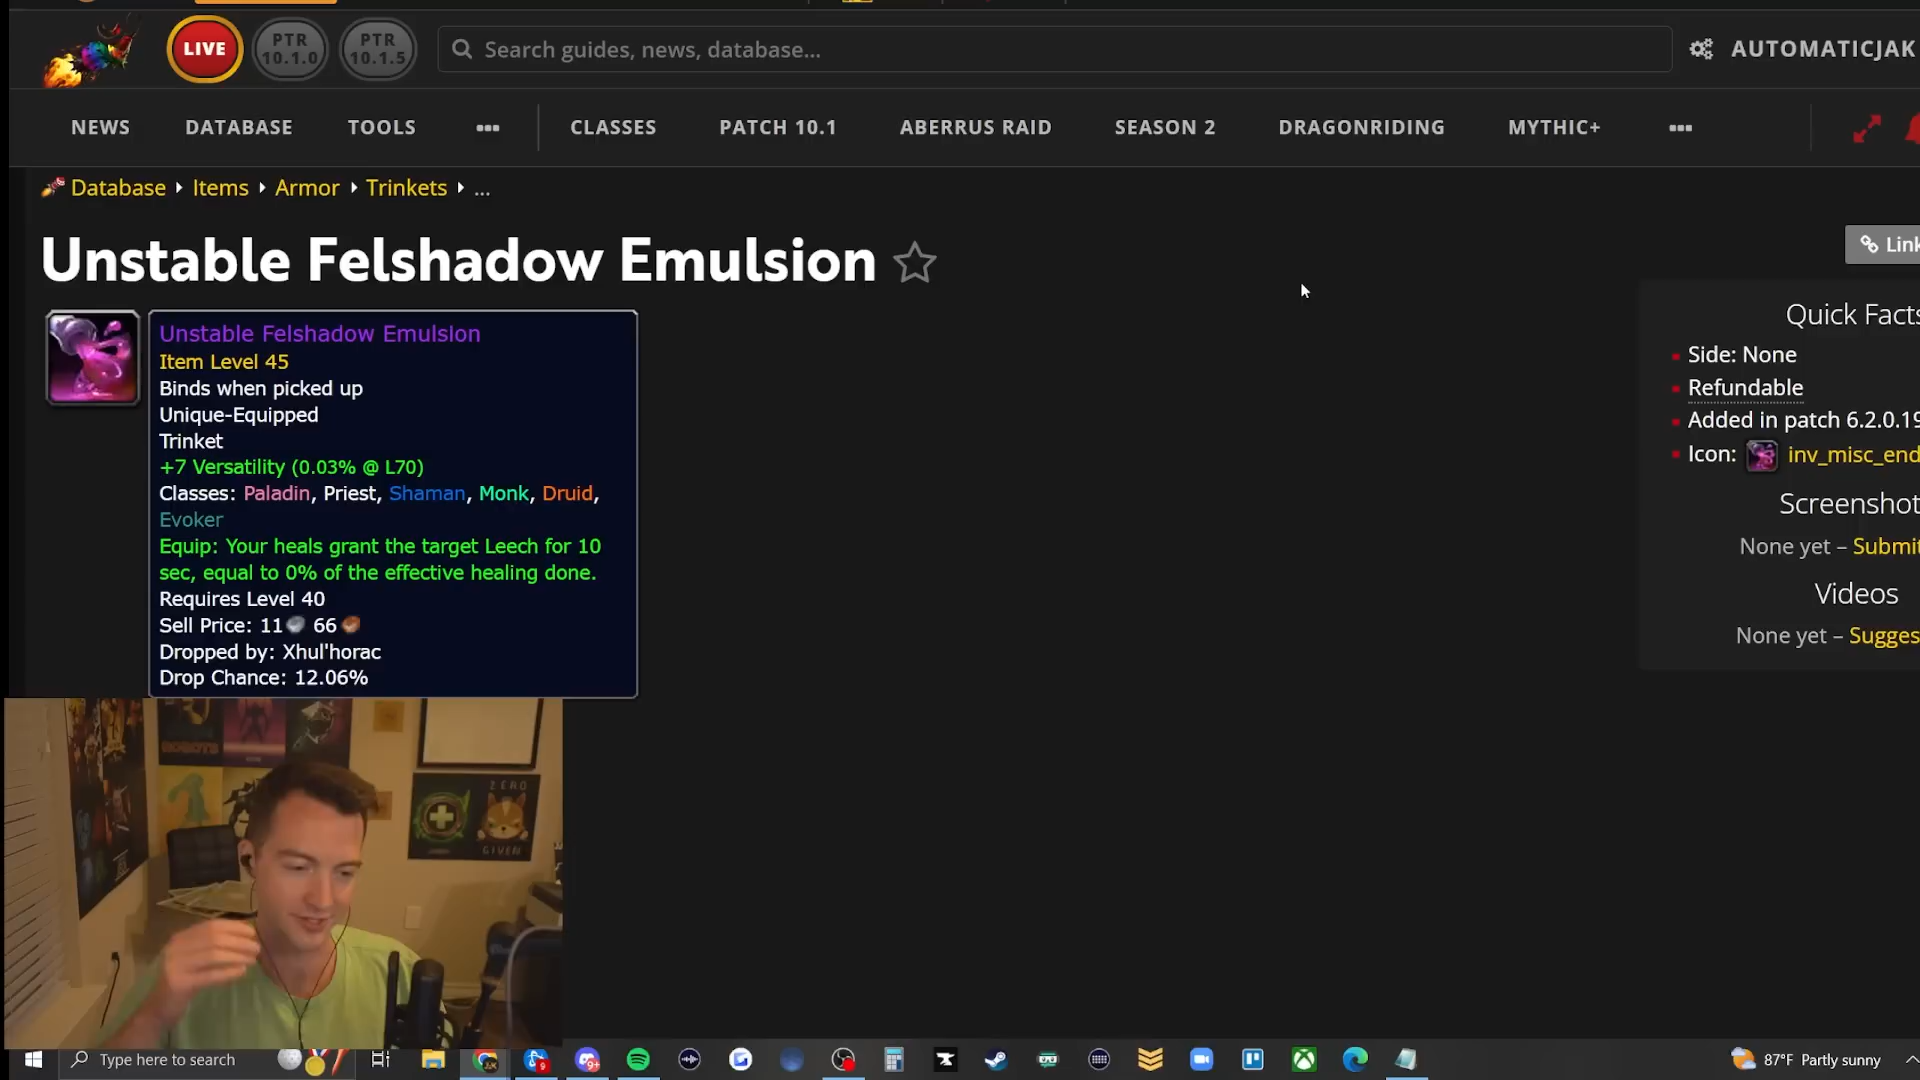 LIVE
PTR
10.1.0
PTR
10.1.5
Search guides, news, database...
AUTOMATICJAK
NEWS
DATABASE
TOOLS
•••
CLASSES
PATCH 10.1
ABERRUS RAID
SEASON 2
DRAGONRIDING
MYTHIC+
•••
Database
Items
Armor
Trinkets
...
Unstable Felshadow Emulsion
Link
Unstable Felshadow Emulsion
Item Level 45
Binds when picked up
Unique-Equipped
Trinket
+7 Versatility (0.03% @ L70)
Classes: Paladin, Priest, Shaman, Monk, Druid,
Evoker
Equip: Your heals grant the target Leech for 10
sec, equal to 0% of the effective healing done.
Requires Level 40
Sell Price: 11 66
Dropped by: Xhul'horac
Drop Chance: 12.06%
Quick Facts
Side: None
Refundable
Added in patch 6.2.0.19
Icon: inv_misc_end
Screenshot
None yet – Submit
Videos
None yet – Sugges
ZERO
GIVEN
Type here to search
9
9+
87°F Partly sunny